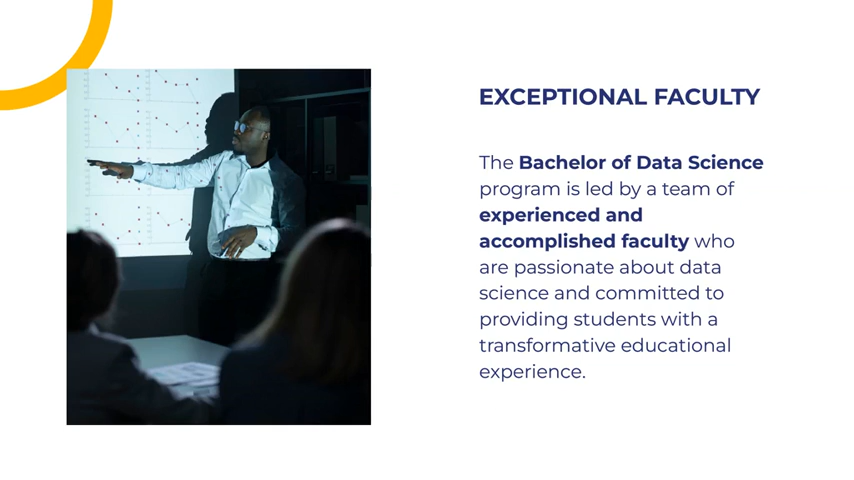 EXCEPTIONAL FACULTY
The Bachelor of Data Science
program is led by a team of
experienced and
accomplished faculty who
are passionate about data
science and committed to
providing students with a
transformative educational
experience.